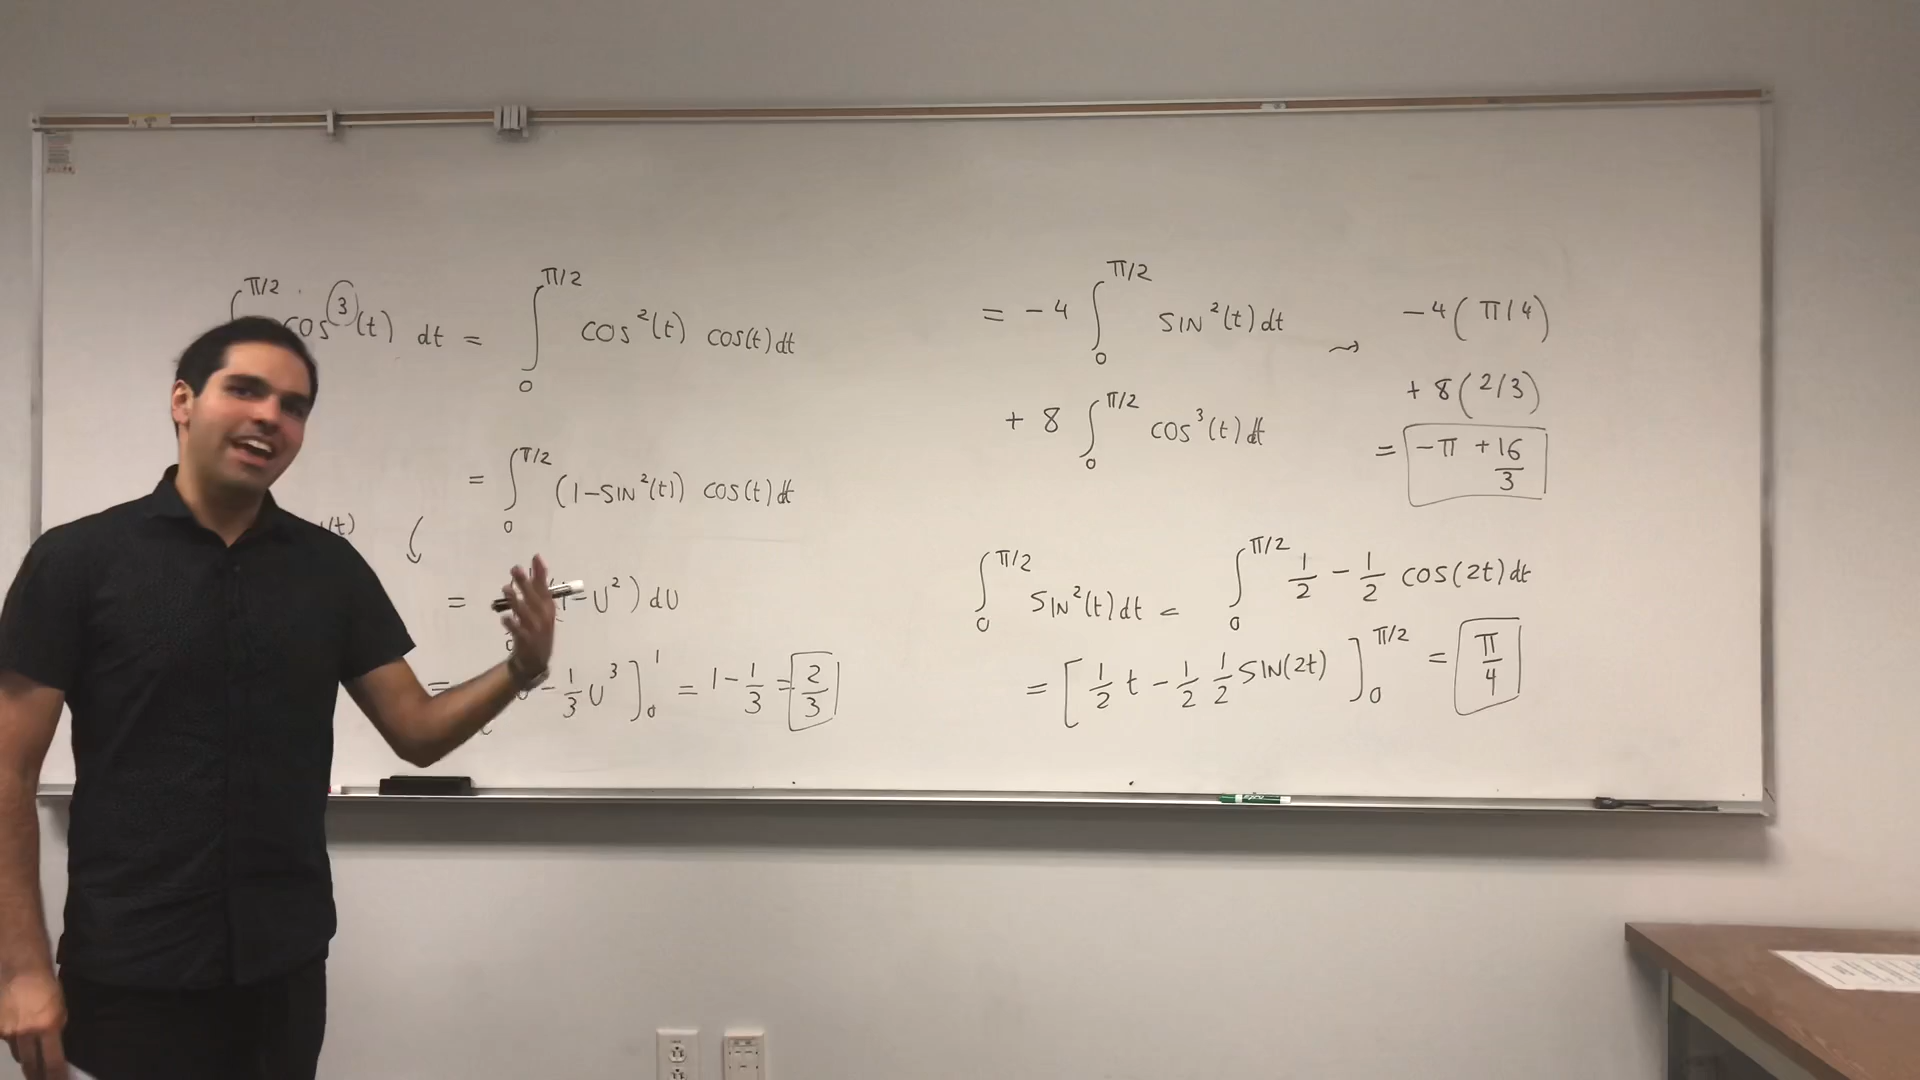 ∫₀^{π/2} cos³(t) dt = ∫₀^{π/2} cos²(t) cos(t) dt
= ∫₀^{π/2} (1-SIN²(t)) cos(t) dt
(t)
= (1-U²) dU
= - 1/3 U³ ]₀¹ = 1 - 1/3 = 2/3
= -4 ∫₀^{π/2} SIN²(t) dt ⇝ -4(π/4)
+ 8 ∫₀^{π/2} cos³(t) dt
+ 8(2/3)
= -π + 16/3
∫₀^{π/2} SIN²(t) dt = ∫₀^{π/2} 1/2 - 1/2 cos(2t) dt
= [ 1/2 t - 1/2 1/2 SIN(2t) ]₀^{π/2} = π/4